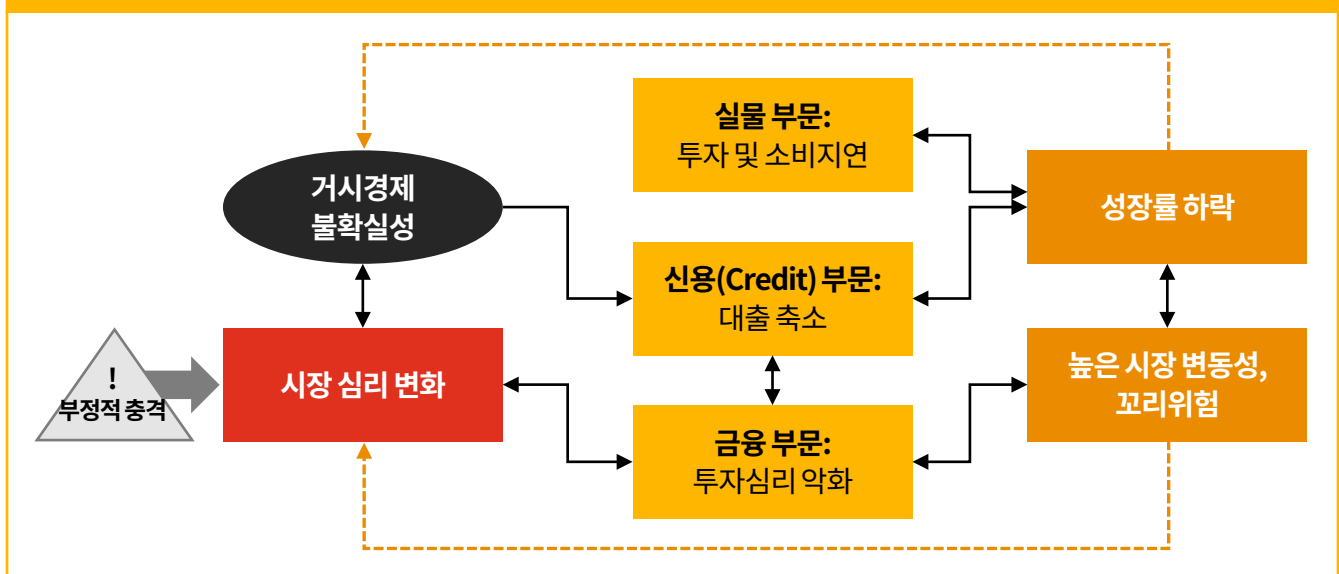 실물 부문:
투자 및 소비지연
거시경제
불확실성
성장률 하락
신용(Credit) 부문:
대출 축소
!
부정적 충격
시장 심리 변화
높은 시장 변동성,
꼬리위험
금융 부문:
투자심리 악화